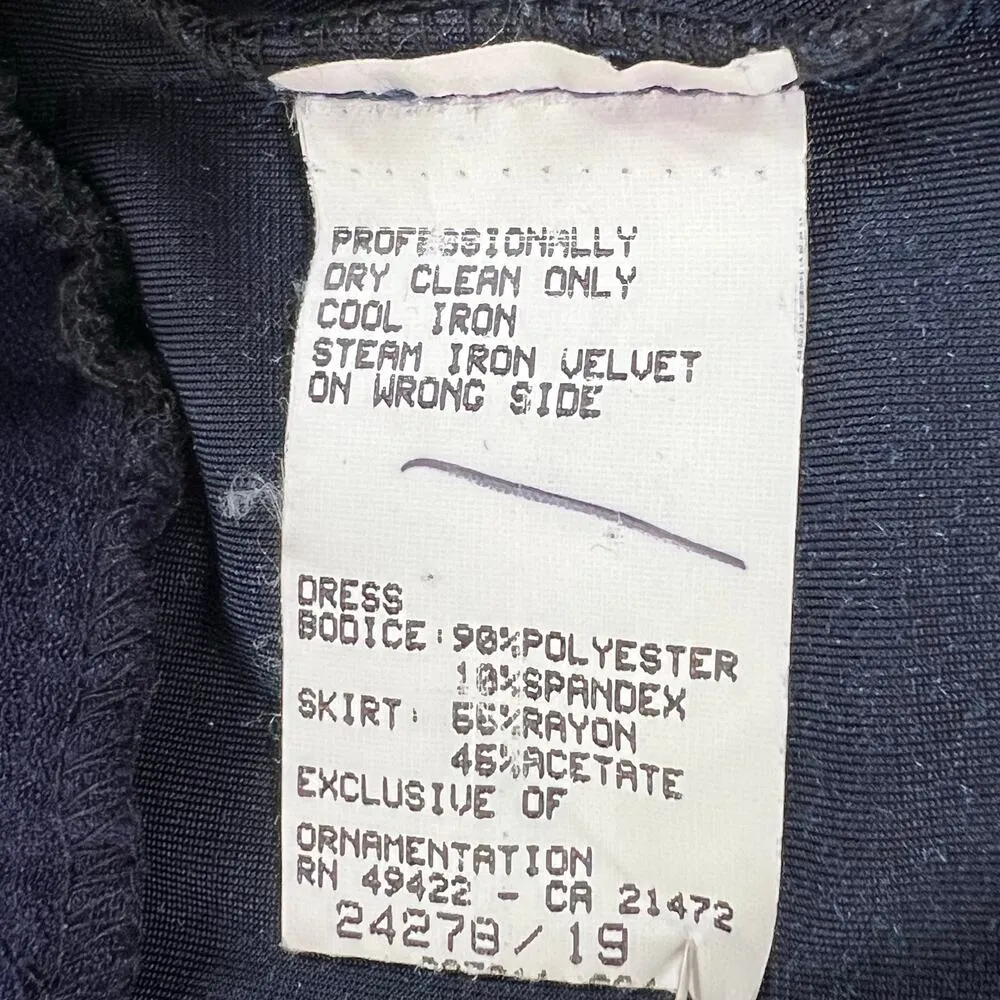 PROFESSIONALLY
DRY CLEAN ONLY
COOL IRON
STEAM IRON VELVET
ON WRONG SIDE
DRESS
BODICE: 90%POLYESTER
10%SPANDEX
SKIRT: 55%RAYON
45%ACETATE
EXCLUSIVE OF
ORNAMENTATION
RN 49422 - CA 21472
24278/19